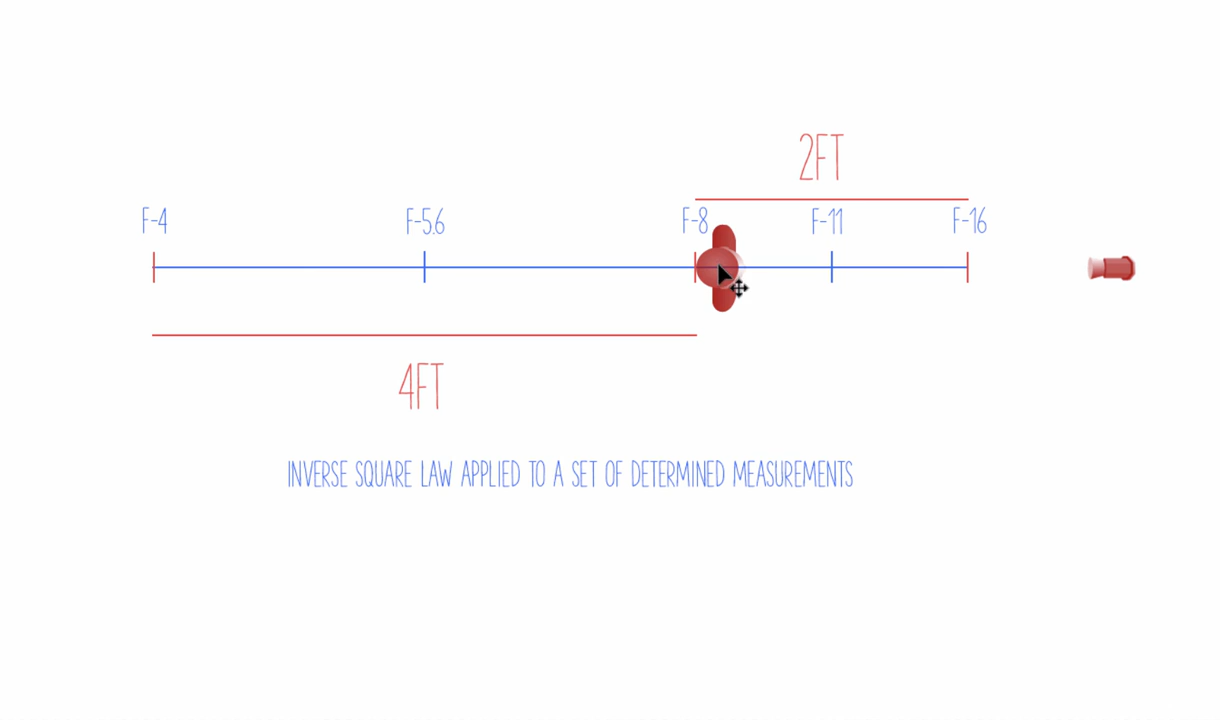 2FT
F-4 F-5.6 F-8 F-11 F-16
4FT
INVERSE SQUARE LAW APPLIED TO A SET OF DETERMINED MEASUREMENTS